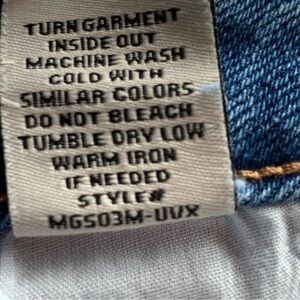 TURN GARMENT
INSIDE OUT
MACHINE WASH
COLD WITH
SIMILAR COLORS
DO NOT BLEACH
TUMBLE DRY LOW
WARM IRON
IF NEEDED
STYLE#
MGS03M-UVX